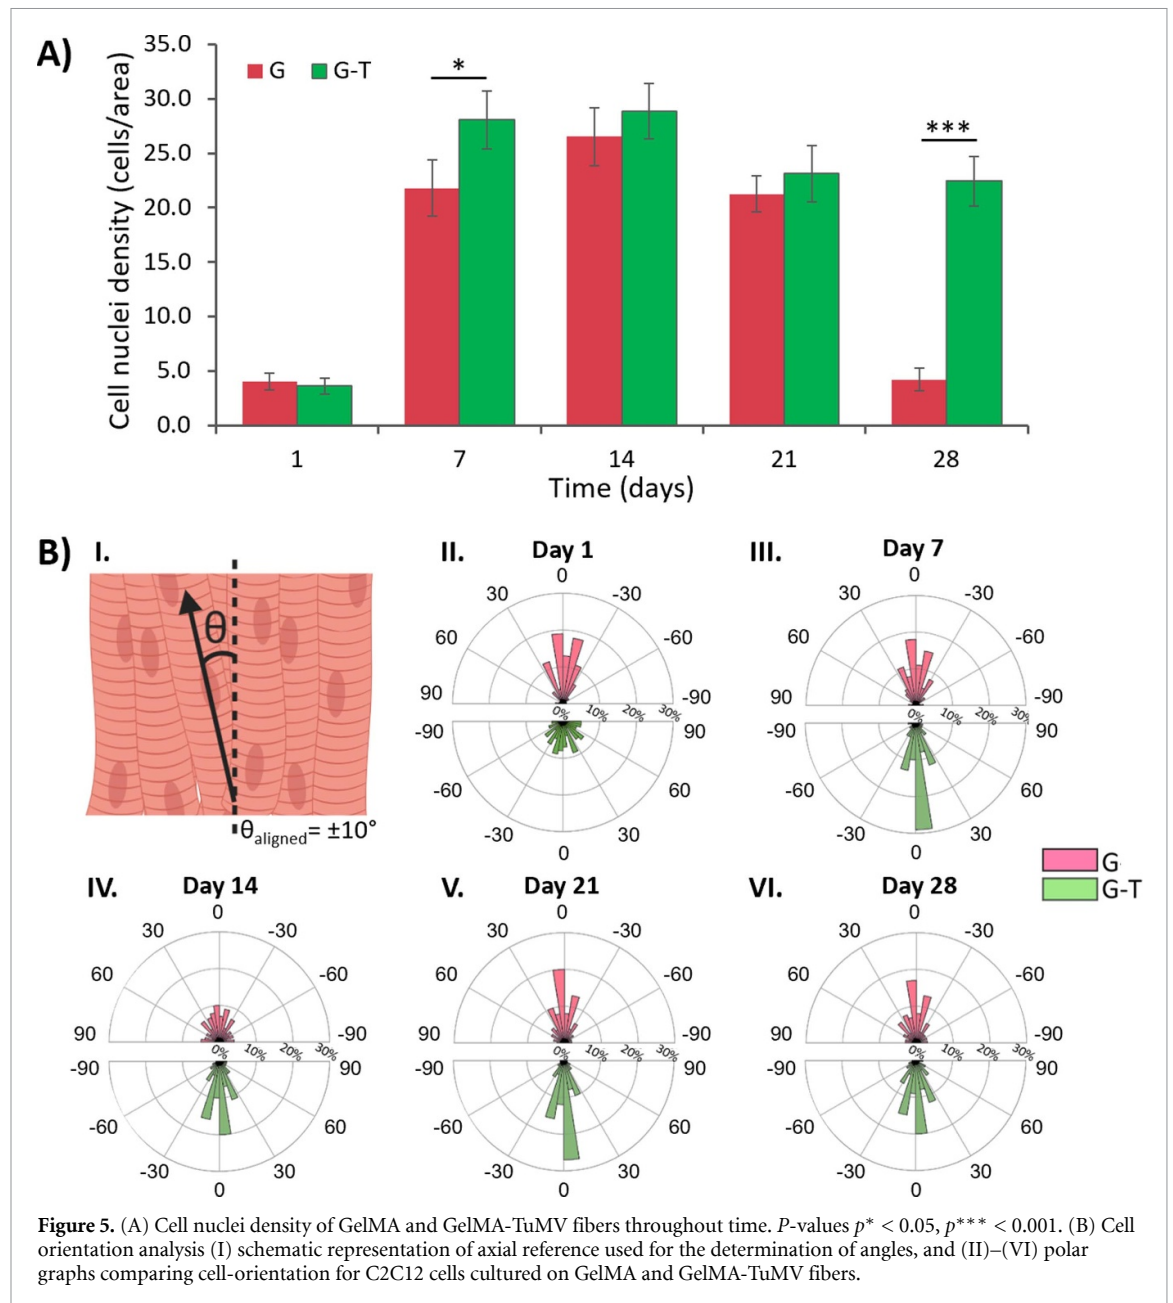 A)
35.0
30.0
25.0
20.0
15.0
10.0
5.0
0.0
Cell nuclei density (cells/area)
G
G-T
*
***
1 7 14 21 28
Time (days)
B)
I.
θ
θaligned= ±10°
II. Day 1
0
30 -30
60 -60
90 -90
0% 10% 20% 30%
-90 90
-60 60
-30 30
0
III. Day 7
0
30 -30
60 -60
90 -90
0% 10% 20% 30%
-90 90
-60 60
-30 30
0
G
G-T
IV. Day 14
0
30 -30
60 -60
90 -90
0% 10% 20% 30%
-90 90
-60 60
-30 30
0
V. Day 21
0
30 -30
60 -60
90 -90
0% 10% 20% 30%
-90 90
-60 60
-30 30
0
VI. Day 28
0
30 -30
60 -60
90 -90
0% 10% 20% 30%
-90 90
-60 60
-30 30
0
Figure 5. (A) Cell nuclei density of GelMA and GelMA-TuMV fibers throughout time. P-values p* < 0.05, p*** < 0.001. (B) Cell
orientation analysis (I) schematic representation of axial reference used for the determination of angles, and (II)–(VI) polar
graphs comparing cell-orientation for C2C12 cells cultured on GelMA and GelMA-TuMV fibers.